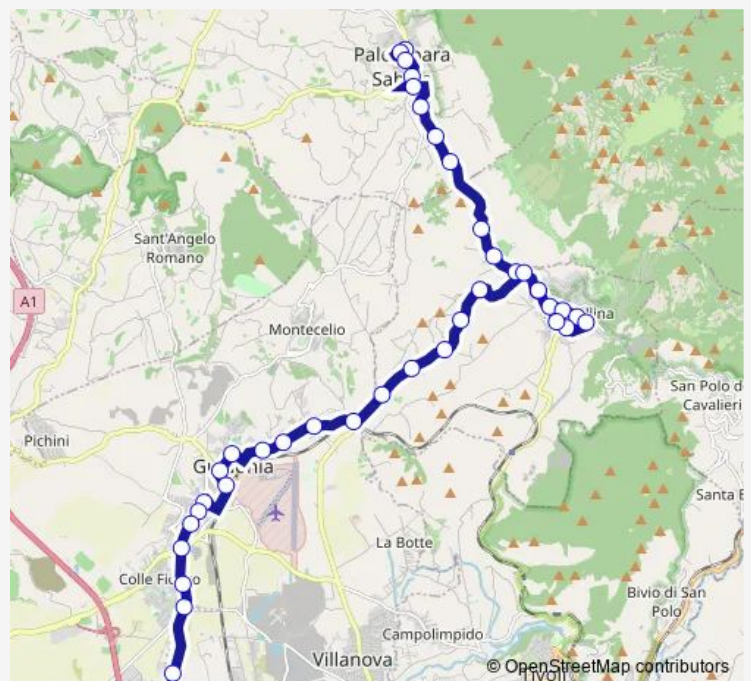 Sant'Angelo
Romano
A1
Montecelio
San Polo d
Cavalieri
Pichini
La Botte
Santa E
Colle Fi
Bivio di San
Polo
Campolimpido
Villanova
© OpenStreetMap contributors